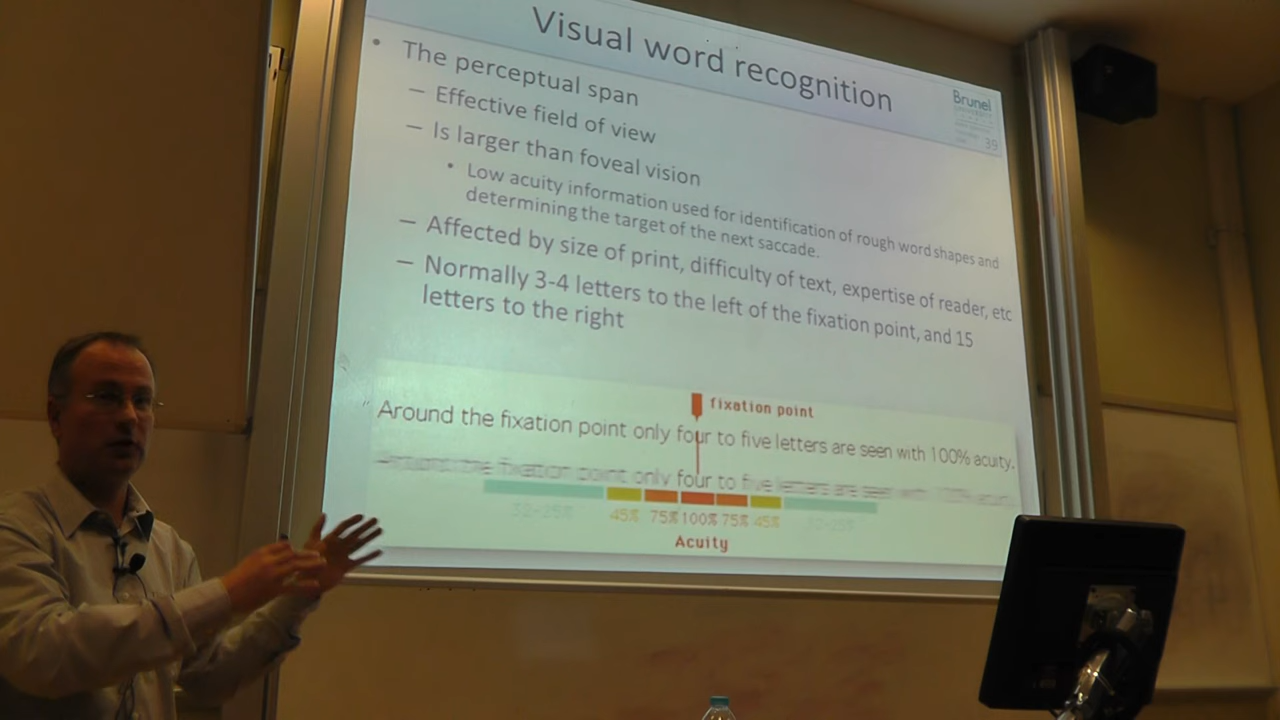 Visual word recognition
Brunel
UNIVERSITY
39
• The perceptual span
– Effective field of view
– Is larger than foveal vision
• Low acuity information used for identification of rough word shapes and
determining the target of the next saccade.
– Affected by size of print, difficulty of text, expertise of reader, etc
– Normally 3-4 letters to the left of the fixation point, and 15
letters to the right
fixation point
Around the fixation point only four to five letters are seen with 100% acuity.
Around the fixation point only four to five letters are seen with 100% acuity.
45% 75% 100% 75% 45%
Acuity